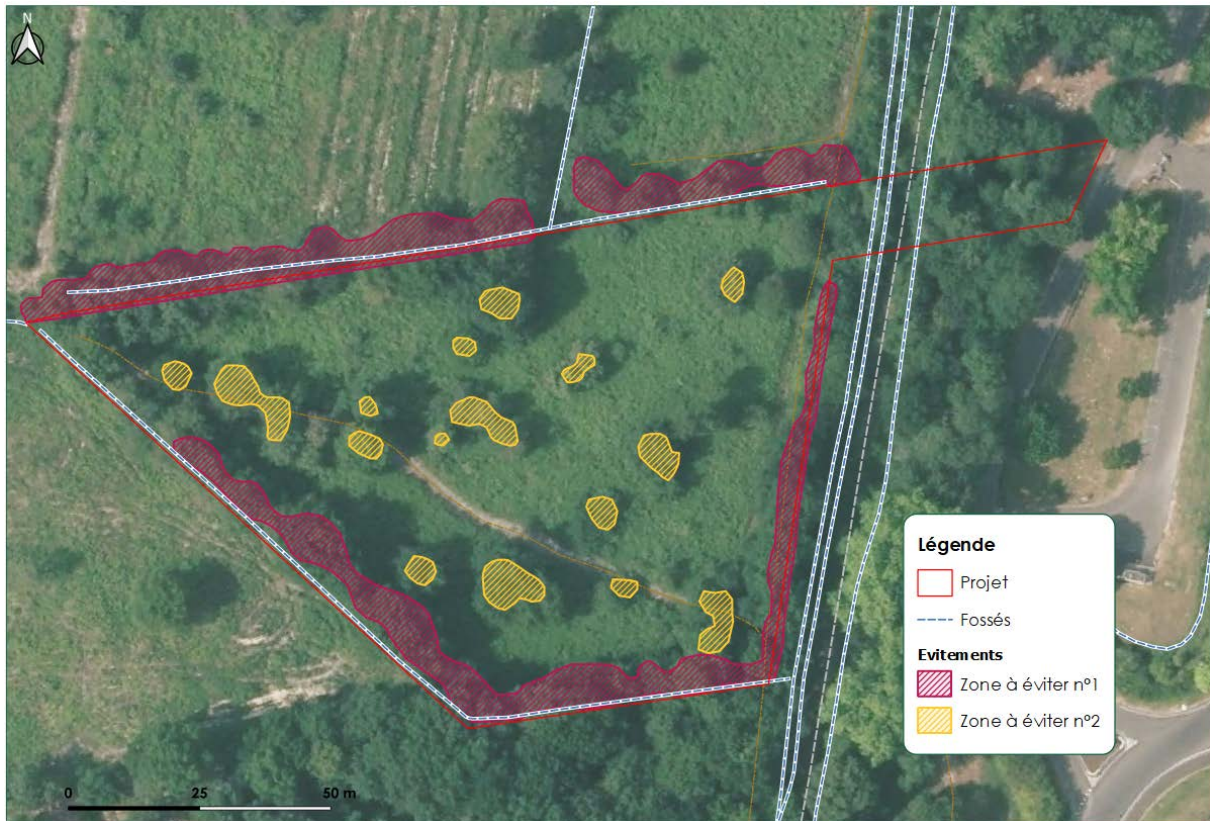 N
Légende
Projet
Fossés
Evitements
Zone à éviter n°1
Zone à éviter n°2
0 25 50 m